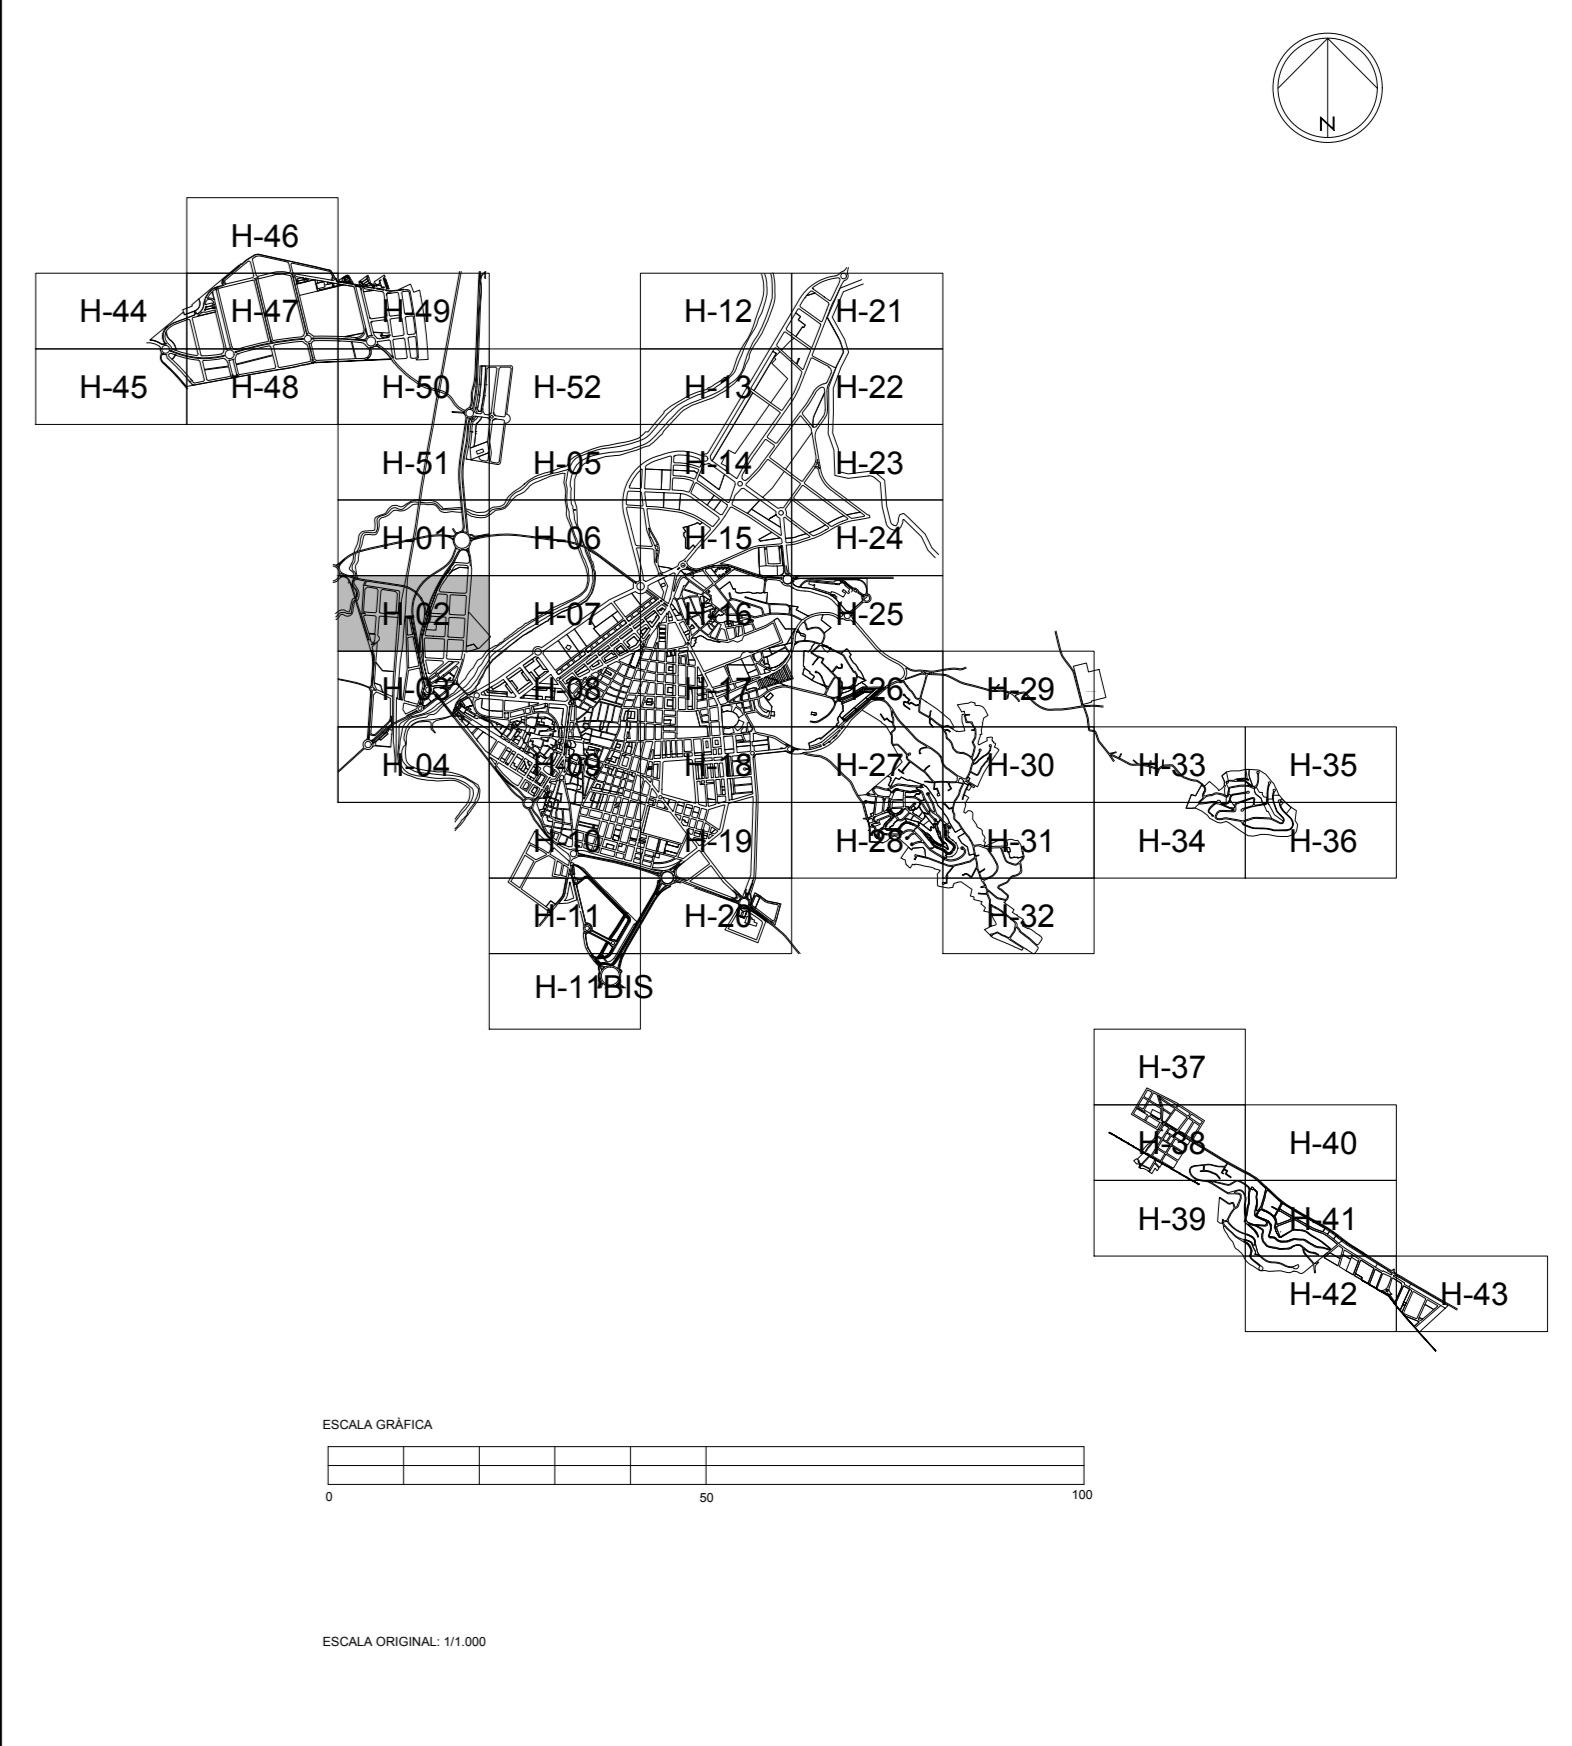 N
H-46
H-44 H-47 H-49 H-12 H-21
H-45 H-48 H-50 H-52 H-13 H-22
H-51 H-05 H-14 H-23
H-01 H-06 H-15 H-24
H-02 H-07 H-16 H-25
H-03 H-08 H-17 H-26 H-29
H-04 H-09 H-18 H-27 H-30 H-33 H-35
H-10 H-19 H-28 H-31 H-34 H-36
H-11 H-20 H-32
H-11BIS
H-37
H-38 H-40
H-39 H-41
H-42 H-43
ESCALA GRÀFICA
0 50 100
ESCALA ORIGINAL: 1/1.000